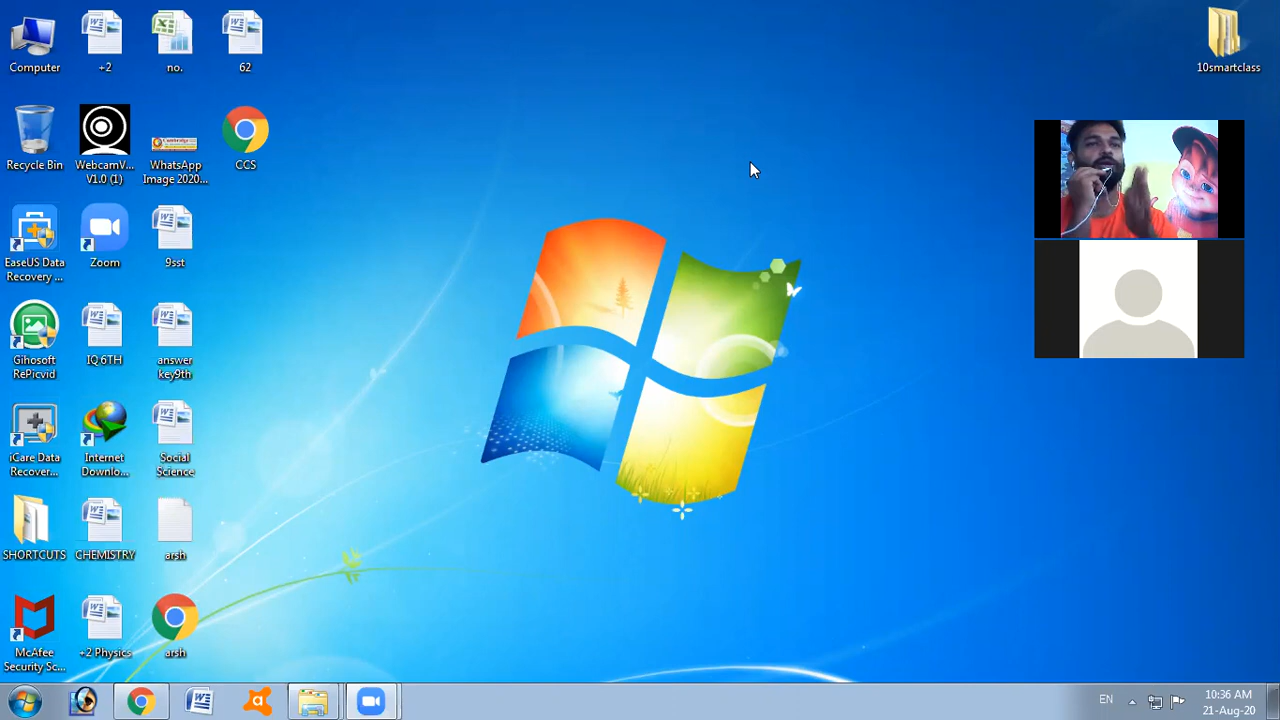 Computer
+2
no.
62
10smartclass
Recycle Bin
WebcamV...
V1.0 (1)
WhatsApp
Image 2020...
CCS
EaseUS Data
Recovery ...
Zoom
9sst
Gihosoft
RePicvid
IQ,6TH
answer
key9th
iCare Data
Recover...
Internet
Downlo...
Social
Science
SHORTCUTS
CHEMISTRY
arsh
McAfee
Security Sc...
+2 Physics
arsh
EN
10:36 AM
21-Aug-20